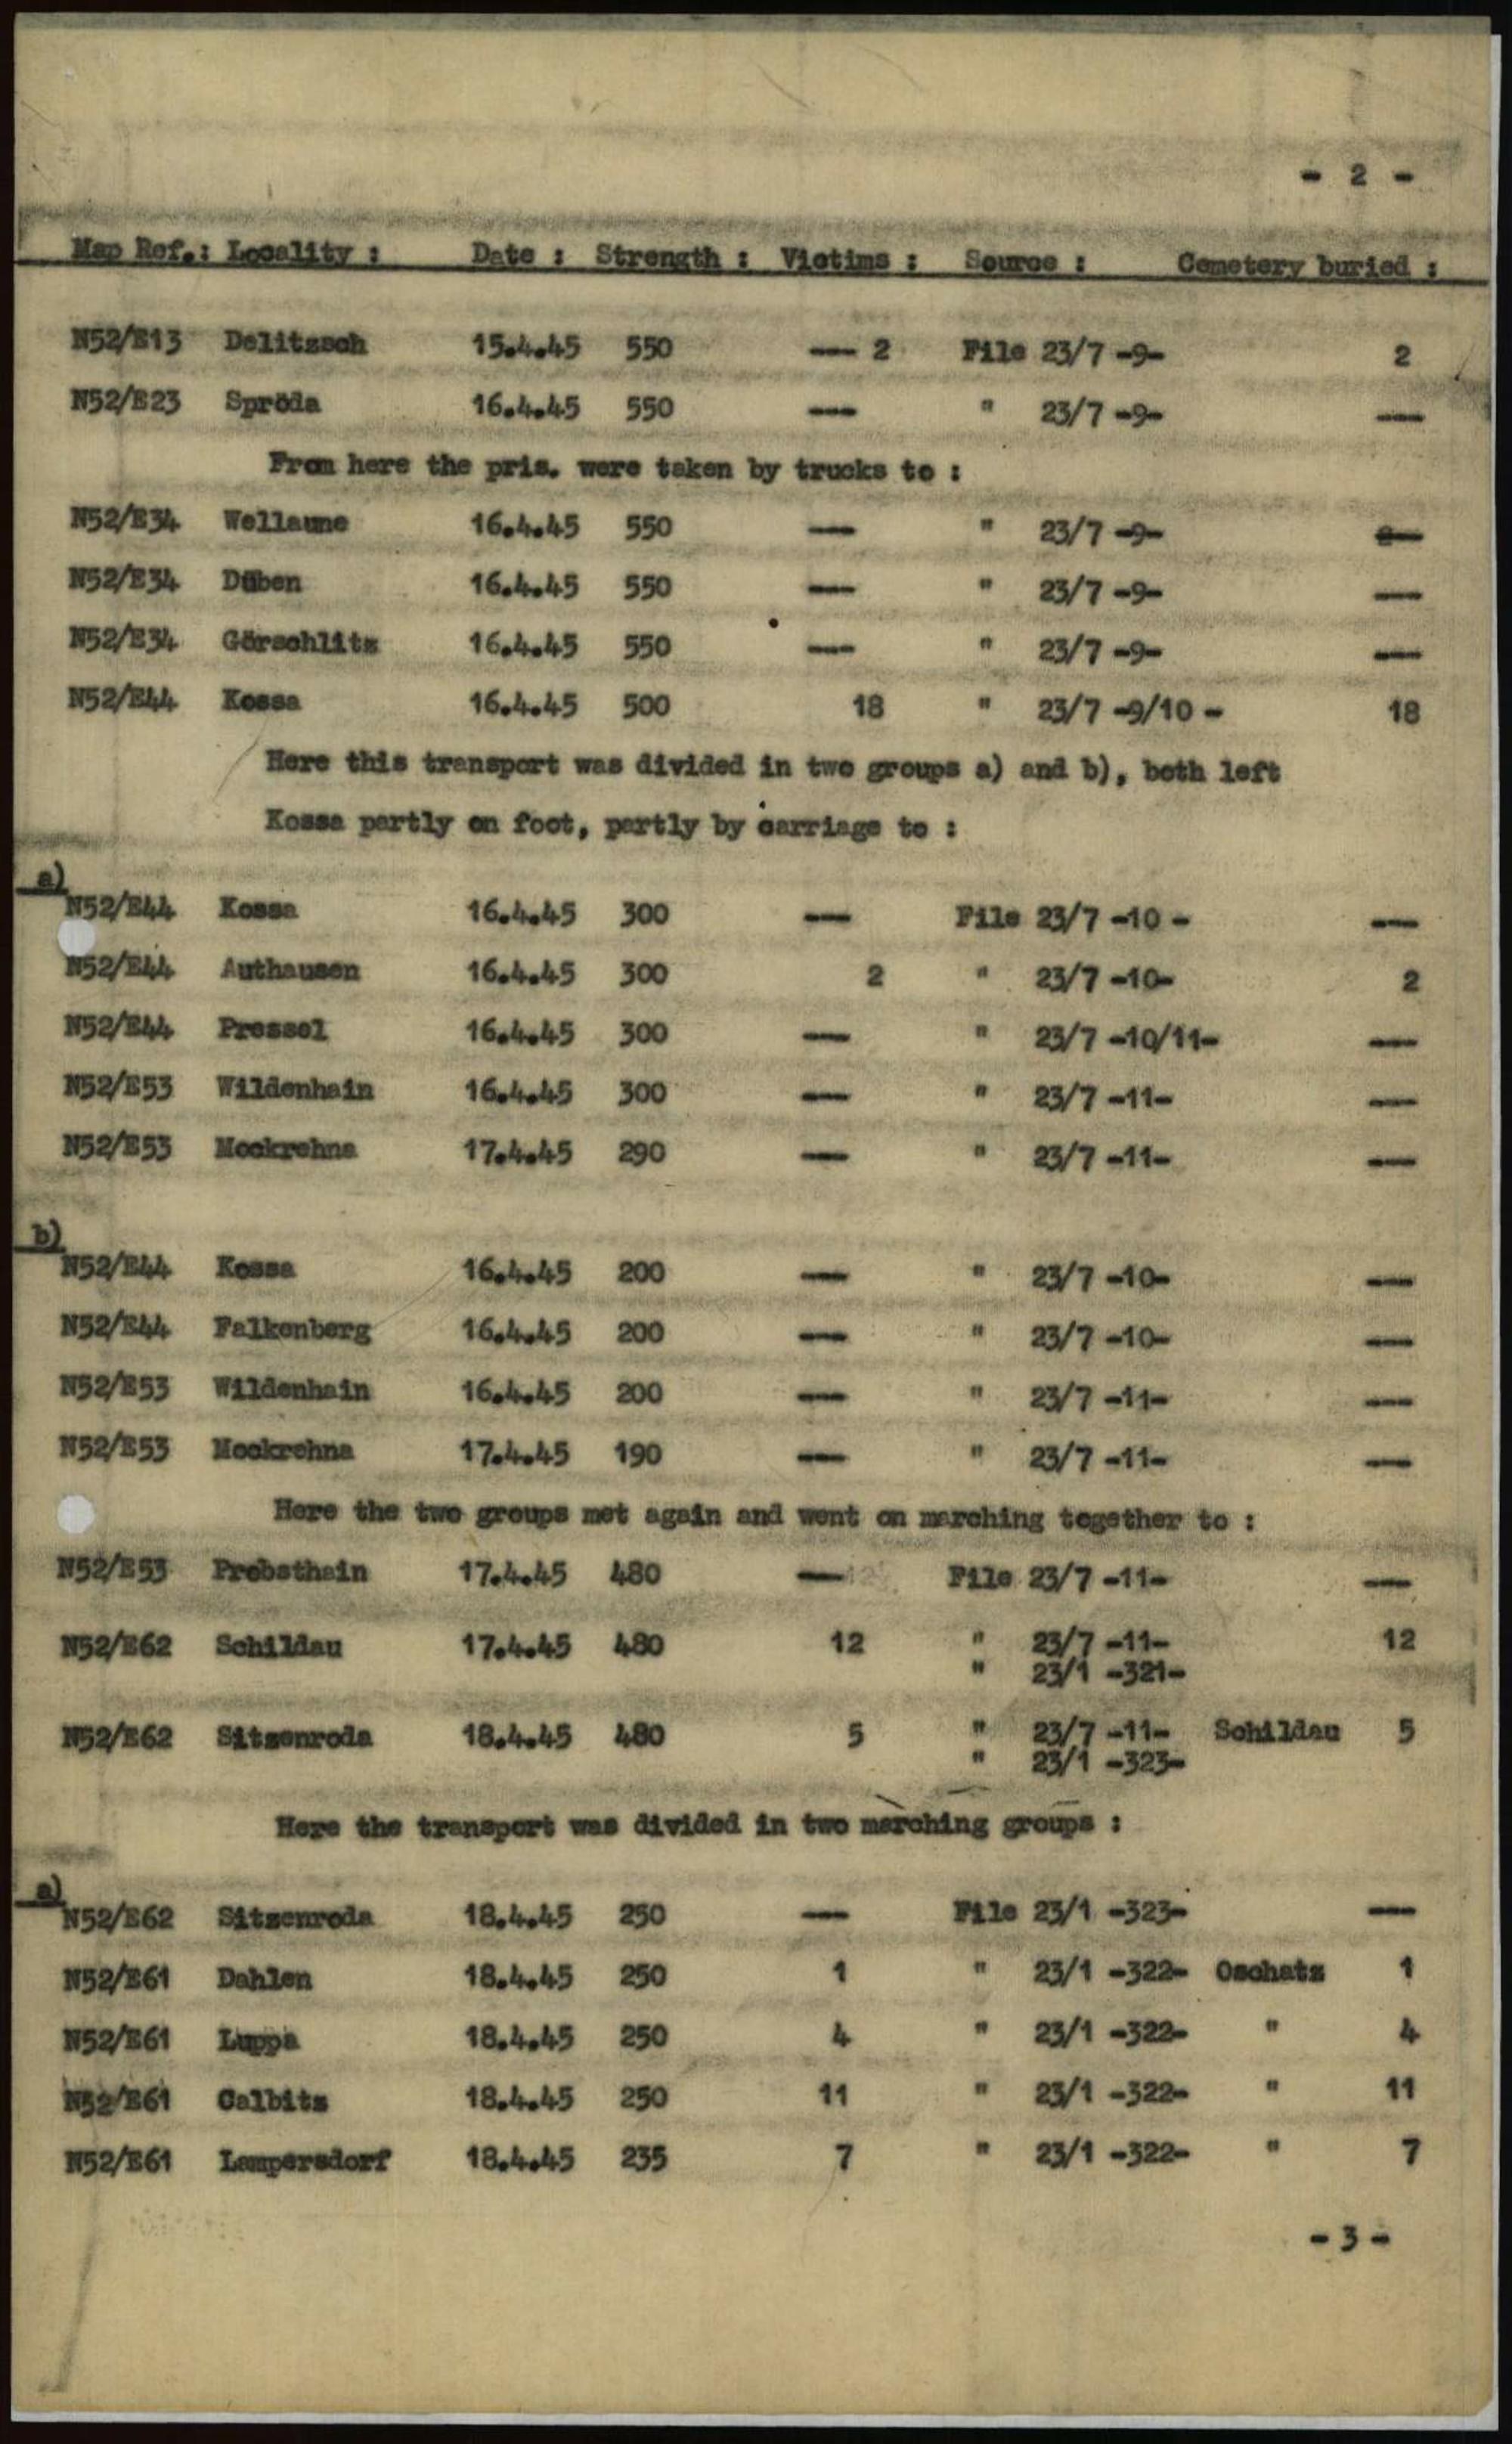 - 2 -
Map Ref.: Locality : Date : Strength : Victims : Source : Cemetery buried :
N52/E13 Delitzsch 15.4.45 550 — 2 File 23/7 -9- 2
N52/E23 Spröda 16.4.45 550 — " 23/7 -9- —
From here the pris. were taken by trucks to :
N52/E34 Wellaune 16.4.45 550 — " 23/7 -9- —
N52/E34 Düben 16.4.45 550 — " 23/7 -9- —
N52/E34 Görschlitz 16.4.45 550 — " 23/7 -9- —
N52/E44 Kossa 16.4.45 500 18 " 23/7 -9/10 - 18
Here this transport was divided in two groups a) and b), both left
Kossa partly on foot, partly by carriage to :
a)
N52/E44 Kossa 16.4.45 300 — File 23/7 -10 - —
N52/E44 Authausen 16.4.45 300 2 " 23/7 -10- 2
N52/E44 Pressel 16.4.45 300 — " 23/7 -10/11- —
N52/E53 Wildenhain 16.4.45 300 — " 23/7 -11- —
N52/E53 Mockrehna 17.4.45 290 — " 23/7 -11- —
b)
N52/E44 Kossa 16.4.45 200 — " 23/7 -10- —
N52/E44 Falkenberg 16.4.45 200 — " 23/7 -10- —
N52/E53 Wildenhain 16.4.45 200 — " 23/7 -11- —
N52/E53 Mockrehna 17.4.45 190 — " 23/7 -11- —
Here the two groups met again and went on marching together to :
N52/E53 Probsthain 17.4.45 480 — File 23/7 -11- —
N52/E62 Schildau 17.4.45 480 12 " 23/7 -11- 12
" 23/1 -321-
N52/E62 Sitzenroda 18.4.45 480 5 " 23/7 -11- Schildau 5
" 23/1 -323-
Here the transport was divided in two marching groups :
a)
N52/E62 Sitzenroda 18.4.45 250 — File 23/1 -323- —
N52/E61 Dahlen 18.4.45 250 1 " 23/1 -322- Oschatz 1
N52/E61 Luppa 18.4.45 250 4 " 23/1 -322- " 4
N52/E61 Calbitz 18.4.45 250 11 " 23/1 -322- " 11
N52/E61 Lampersdorf 18.4.45 235 7 " 23/1 -322- " 7
- 3 -